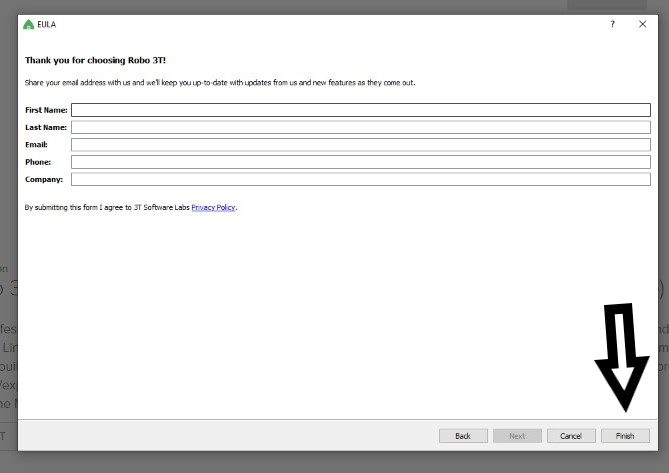 EULA
?
Thank you for choosing Robo 3T!
Share your email address with us and we'll keep you up-to-date with updates from us and new features as they come out.
First Name:
Last Name:
Email:
Phone:
Company:
By submitting this form I agree to 3T Software Labs Privacy Policy.
Back Next Cancel Finish